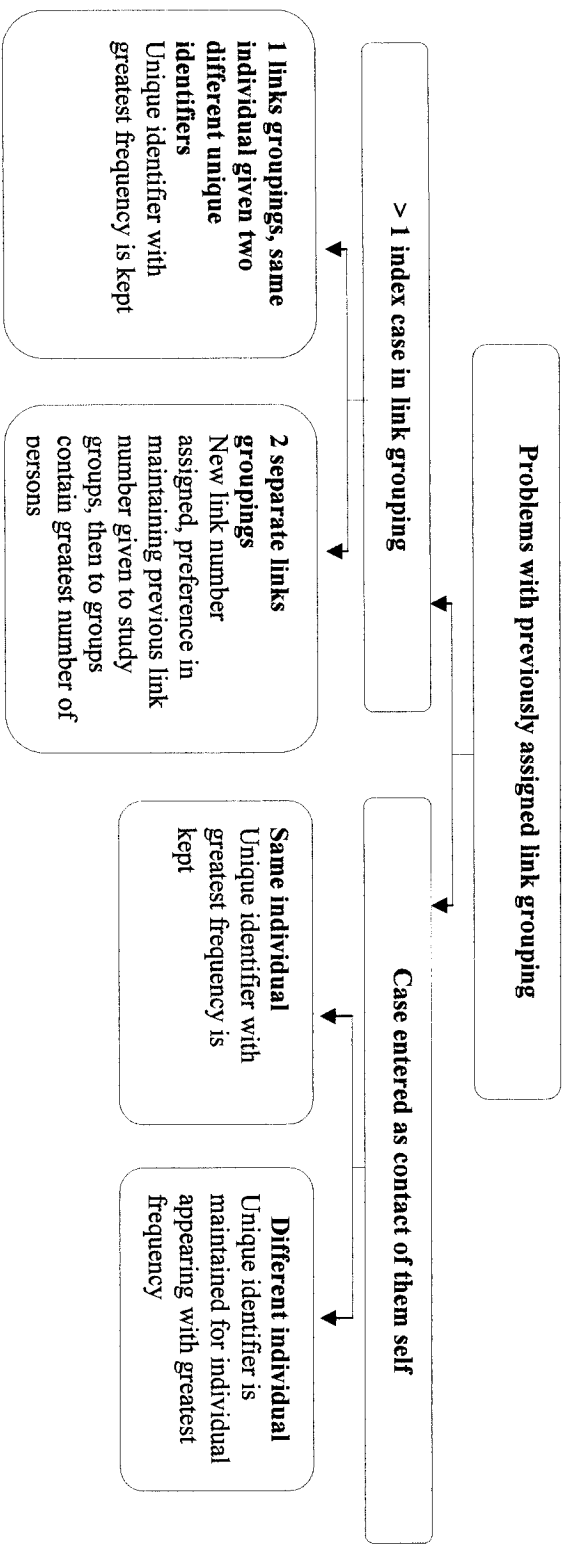 Problems with previously assigned link grouping
> 1 index case in link grouping
Case entered as contact of them self
1 links groupings, same
individual given two
different unique
identifiers
Unique identifier with
greatest frequency is kept
2 separate links
groupings
New link number
assigned, preference in
maintaining previous link
number given to study
groups, then to groups
contain greatest number of
persons
Same individual
Unique identifier with
greatest frequency is
kept
Different individual
Unique identifier is
maintained for individual
appearing with greatest
frequency